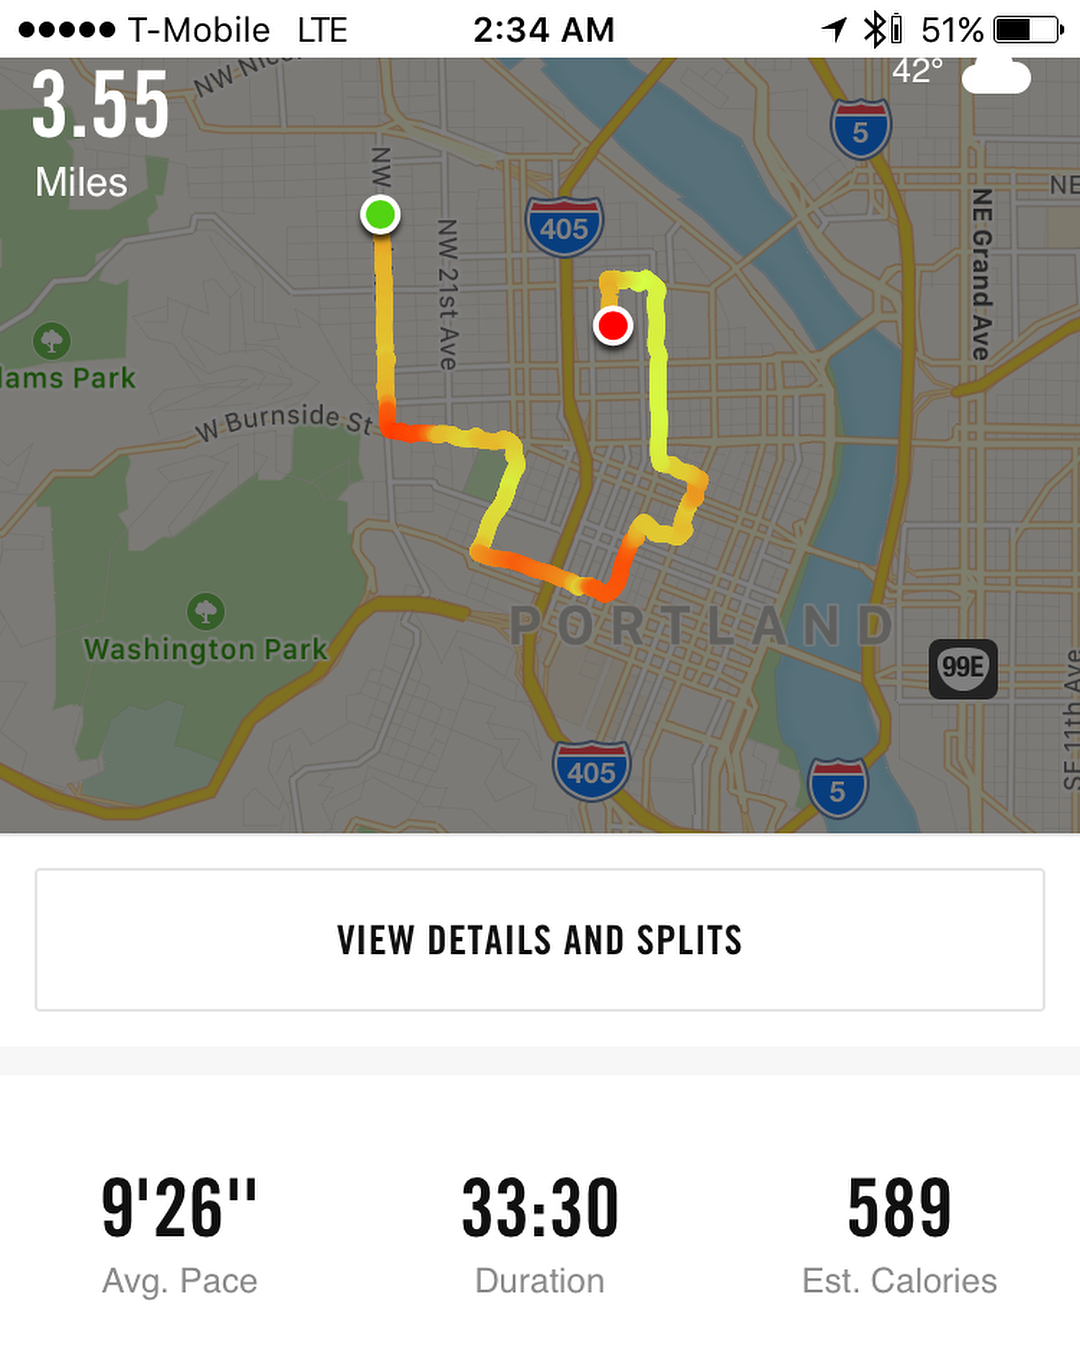 T-Mobile LTE 2:34 AM 51%
3.55
Miles
42°
NW
NW 21st Ave
405
5
NE Grand Ave
NE
lams Park
W Burnside St
Washington Park
PORTLAND
99E
SE 11th Ave
405
5
VIEW DETAILS AND SPLITS
9'26''
Avg. Pace
33:30
Duration
589
Est. Calories